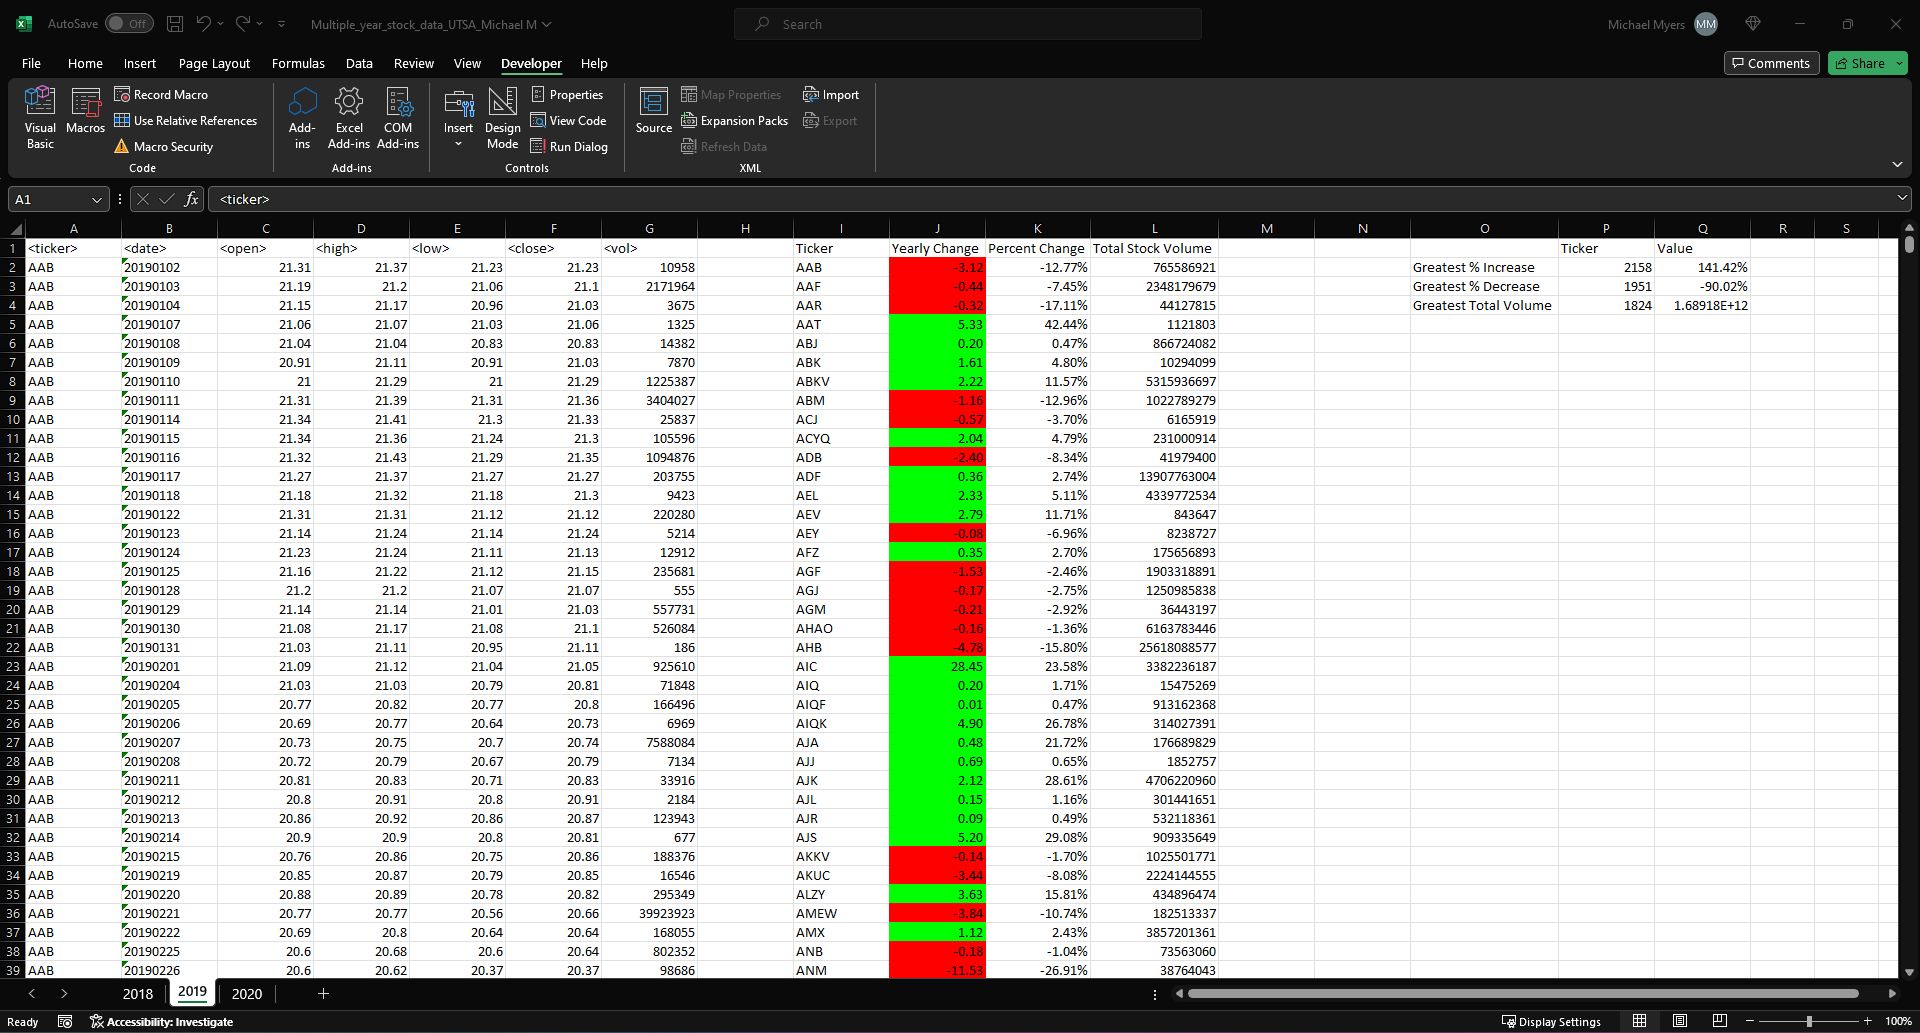 AutoSave Off Multiple_year_stock_data_UTSA_Michael M Search Michael Myers MM
File Home Insert Page Layout Formulas Data Review View Developer Help Comments Share
Visual Basic Macros Record Macro Use Relative References Macro Security Code
Add-ins Excel Add-ins COM Add-ins Add-ins
Insert Design Mode Properties View Code Run Dialog Controls
Source Map Properties Expansion Packs Refresh Data Import Export XML
A1 fx <ticker>
A B C D E F G H I J K L M N O P Q R S
1 <ticker> <date> <open> <high> <low> <close> <vol> Ticker Yearly Change Percent Change Total Stock Volume Ticker Value
2 AAB 20190102 21.31 21.37 21.23 21.23 10958 AAB -3.12 -12.77% 765586921 Greatest % Increase 2158 141.42%
3 AAB 20190103 21.19 21.2 21.06 21.1 2171964 AAF -0.44 -7.45% 2348179679 Greatest % Decrease 1951 -90.02%
4 AAB 20190104 21.15 21.17 20.96 21.03 3675 AAR -0.32 -17.11% 44127815 Greatest Total Volume 1824 1.68918E+12
5 AAB 20190107 21.06 21.07 21.03 21.06 1325 AAT 5.33 42.44% 1121803
6 AAB 20190108 21.04 21.04 20.83 20.83 14382 ABJ 0.20 0.47% 866724082
7 AAB 20190109 20.91 21.11 20.91 21.03 7870 ABK 1.61 4.80% 10294099
8 AAB 20190110 21 21.29 21 21.29 1225387 ABKV 2.22 11.57% 5315936697
9 AAB 20190111 21.31 21.39 21.31 21.36 3404027 ABM -1.16 -12.96% 1022789279
10 AAB 20190114 21.34 21.41 21.3 21.33 25837 ACJ -0.57 -3.70% 6165919
11 AAB 20190115 21.34 21.36 21.24 21.3 105596 ACYQ 2.04 4.79% 231000914
12 AAB 20190116 21.32 21.43 21.29 21.35 1094876 ADB -2.40 -8.34% 41979400
13 AAB 20190117 21.27 21.37 21.27 21.27 203755 ADF 0.36 2.74% 13907763004
14 AAB 20190118 21.18 21.32 21.18 21.3 9423 AEL 2.33 5.11% 4339772534
15 AAB 20190122 21.31 21.31 21.12 21.12 220280 AEV 2.79 11.71% 843647
16 AAB 20190123 21.14 21.24 21.14 21.24 5214 AEY -0.08 -6.96% 8238727
17 AAB 20190124 21.23 21.24 21.11 21.13 12912 AFZ 0.35 2.70% 175656893
18 AAB 20190125 21.16 21.22 21.12 21.15 235681 AGF -1.53 -2.46% 1903318891
19 AAB 20190128 21.2 21.2 21.07 21.07 555 AGJ -0.17 -2.75% 1250985838
20 AAB 20190129 21.14 21.14 21.01 21.03 557731 AGM -0.21 -2.92% 36443197
21 AAB 20190130 21.08 21.17 21.08 21.1 526084 AHAO -0.16 -1.36% 6163783446
22 AAB 20190131 21.03 21.11 20.95 21.11 186 AHB -4.78 -15.80% 25618088577
23 AAB 20190201 21.09 21.12 21.04 21.05 925610 AIC 28.45 23.58% 3382236187
24 AAB 20190204 21.03 21.03 20.79 20.81 71848 AIQ 0.20 1.71% 15475269
25 AAB 20190205 20.77 20.82 20.77 20.8 166496 AIQF 0.01 0.47% 913162368
26 AAB 20190206 20.69 20.77 20.64 20.73 6969 AIQK 4.90 26.78% 314027391
27 AAB 20190207 20.73 20.75 20.7 20.74 7588084 AJA 0.48 21.72% 176689829
28 AAB 20190208 20.72 20.79 20.67 20.79 7134 AJJ 0.69 0.65% 1852757
29 AAB 20190211 20.81 20.83 20.71 20.83 33916 AJK 2.12 28.61% 4706220960
30 AAB 20190212 20.8 20.91 20.8 20.91 2184 AJL 0.15 1.16% 301441651
31 AAB 20190213 20.86 20.92 20.86 20.87 123943 AJR 0.09 0.49% 532118361
32 AAB 20190214 20.9 20.9 20.8 20.81 677 AJS 5.20 29.08% 909335649
33 AAB 20190215 20.76 20.86 20.75 20.86 188376 AKKV -0.14 -1.70% 1025501771
34 AAB 20190219 20.85 20.87 20.79 20.85 16546 AKUC -3.44 -8.08% 2224144555
35 AAB 20190220 20.88 20.89 20.78 20.82 295349 ALZY 3.63 15.81% 434896474
36 AAB 20190221 20.77 20.77 20.56 20.66 39923923 AMEW -3.84 -10.74% 182513337
37 AAB 20190222 20.69 20.8 20.64 20.64 168055 AMX 1.12 2.43% 3857201361
38 AAB 20190225 20.6 20.68 20.6 20.64 802352 ANB -0.18 -1.04% 73563060
39 AAB 20190226 20.6 20.62 20.37 20.37 98686 ANM -11.53 -26.91% 38764043
2018 2019 2020
Ready Accessibility: Investigate Display Settings 100%